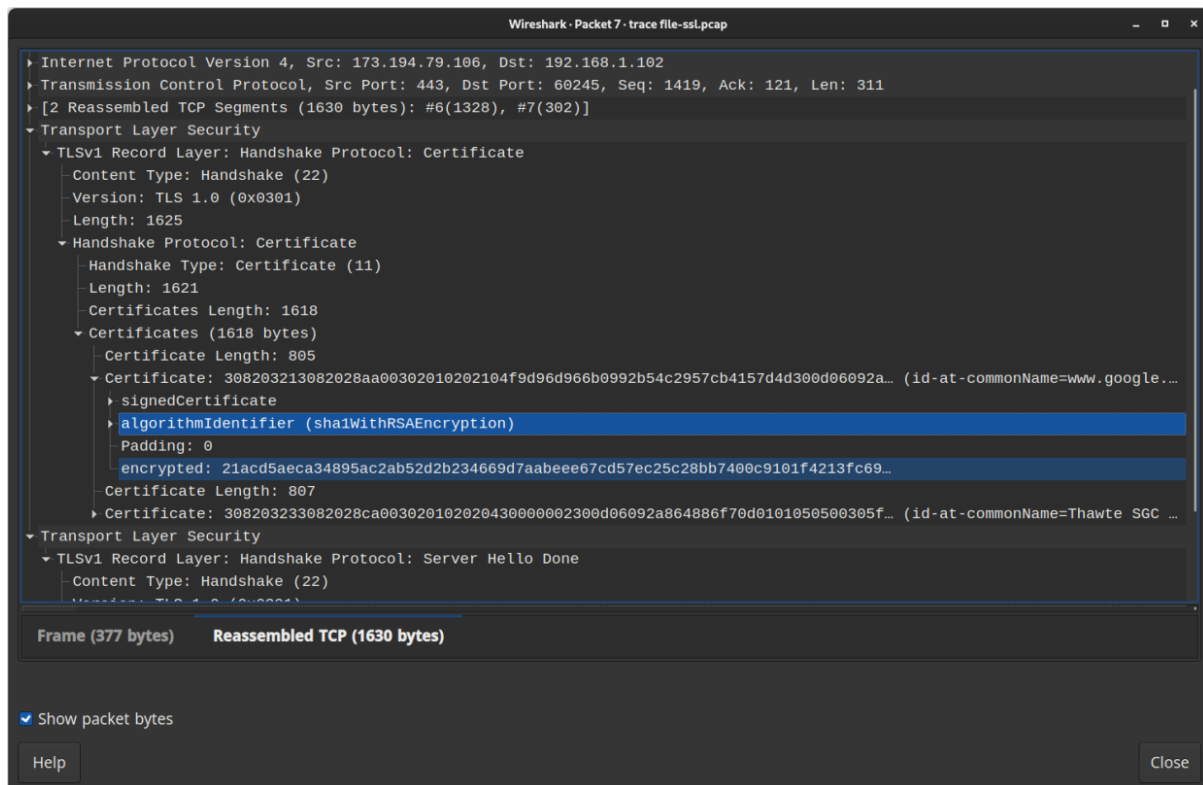 Wireshark · Packet 7 · trace file-ssl.pcap
Internet Protocol Version 4, Src: 173.194.79.106, Dst: 192.168.1.102
Transmission Control Protocol, Src Port: 443, Dst Port: 60245, Seq: 1419, Ack: 121, Len: 311
[2 Reassembled TCP Segments (1630 bytes): #6(1328), #7(302)]
Transport Layer Security
TLSv1 Record Layer: Handshake Protocol: Certificate
Content Type: Handshake (22)
Version: TLS 1.0 (0x0301)
Length: 1625
Handshake Protocol: Certificate
Handshake Type: Certificate (11)
Length: 1621
Certificates Length: 1618
Certificates (1618 bytes)
Certificate Length: 805
Certificate: 308203213082028aa00302010202104f9d96d966b0992b54c2957cb4157d4d300d06092a… (id-at-commonName=www.google.…
signedCertificate
algorithmIdentifier (sha1WithRSAEncryption)
Padding: 0
encrypted: 21acd5aeca34895ac2ab52d2b234669d7aabeee67cd57ec25c28bb7400c9101f4213fc69…
Certificate Length: 807
Certificate: 308203233082028ca003020102020430000002300d06092a864886f70d0101050500305f… (id-at-commonName=Thawte SGC …
Transport Layer Security
TLSv1 Record Layer: Handshake Protocol: Server Hello Done
Content Type: Handshake (22)
Version: TLS 1.0 (0x0301)
Frame (377 bytes) Reassembled TCP (1630 bytes)
Show packet bytes
Help Close